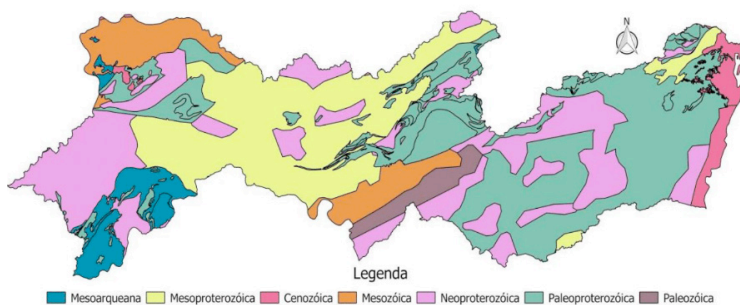 N
Legenda
Mesoarqueana Mesoproterozóica Cenozóica Mesozóica Neoproterozóica Paleoproterozóica Paleozóica